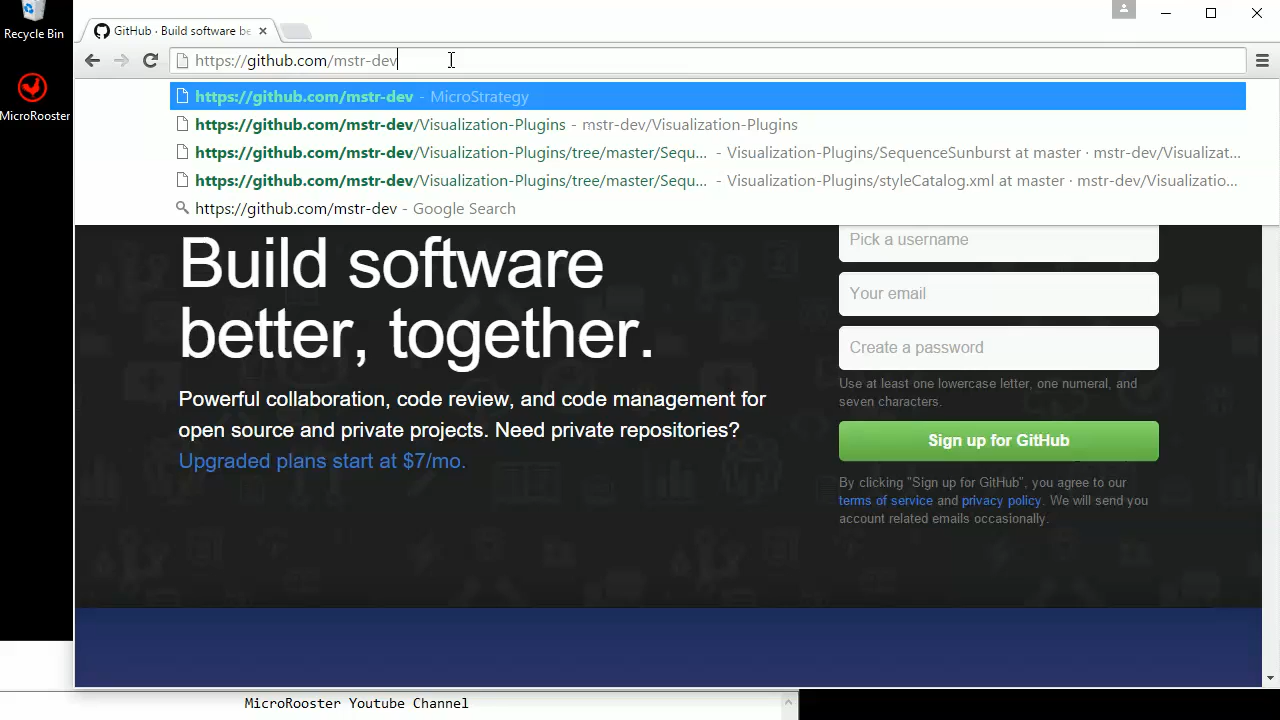 Recycle Bin
MicroRooster
GitHub · Build software be
https://github.com/mstr-dev
https://github.com/mstr-dev - MicroStrategy
https://github.com/mstr-dev/Visualization-Plugins - mstr-dev/Visualization-Plugins
https://github.com/mstr-dev/Visualization-Plugins/tree/master/Sequ... - Visualization-Plugins/SequenceSunburst at master · mstr-dev/Visualizat...
https://github.com/mstr-dev/Visualization-Plugins/tree/master/Sequ... - Visualization-Plugins/styleCatalog.xml at master · mstr-dev/Visualizatio...
https://github.com/mstr-dev - Google Search
Build software
better, together.
Powerful collaboration, code review, and code management for
open source and private projects. Need private repositories?
Upgraded plans start at $7/mo.
Pick a username
Your email
Create a password
Use at least one lowercase letter, one numeral, and
seven characters.
Sign up for GitHub
By clicking "Sign up for GitHub", you agree to our
terms of service and privacy policy. We will send you
account related emails occasionally.
MicroRooster Youtube Channel